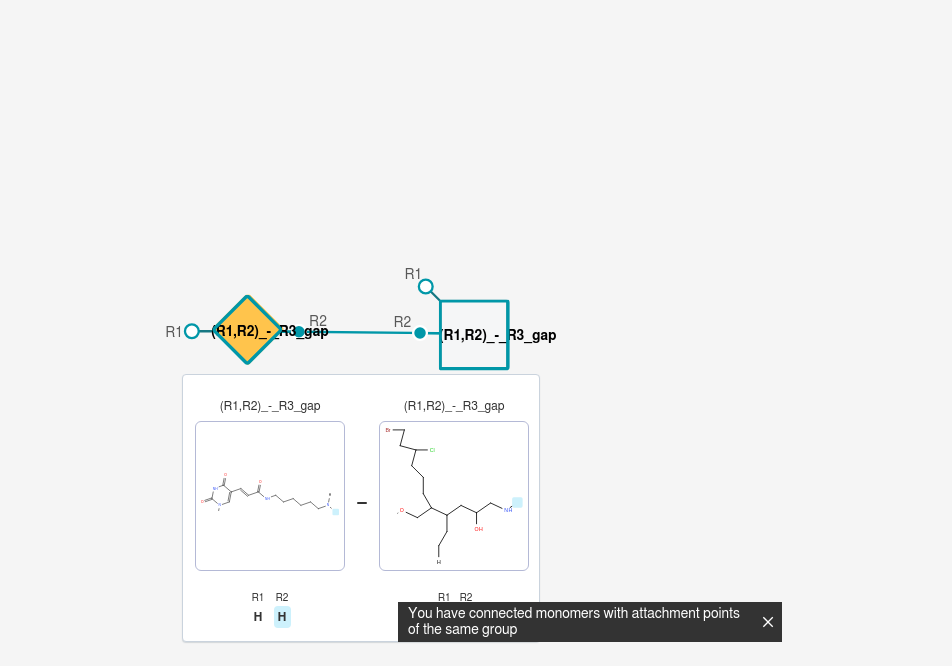 R1
R1
(R1,R2)_-_R3_gap
R2
R2
(R1,R2)_-_R3_gap
(R1,R2)_-_R3_gap
(R1,R2)_-_R3_gap
Br
Cl
OH
NH
H
R1 R2
H H
R1 R2
You have connected monomers with attachment points
of the same group